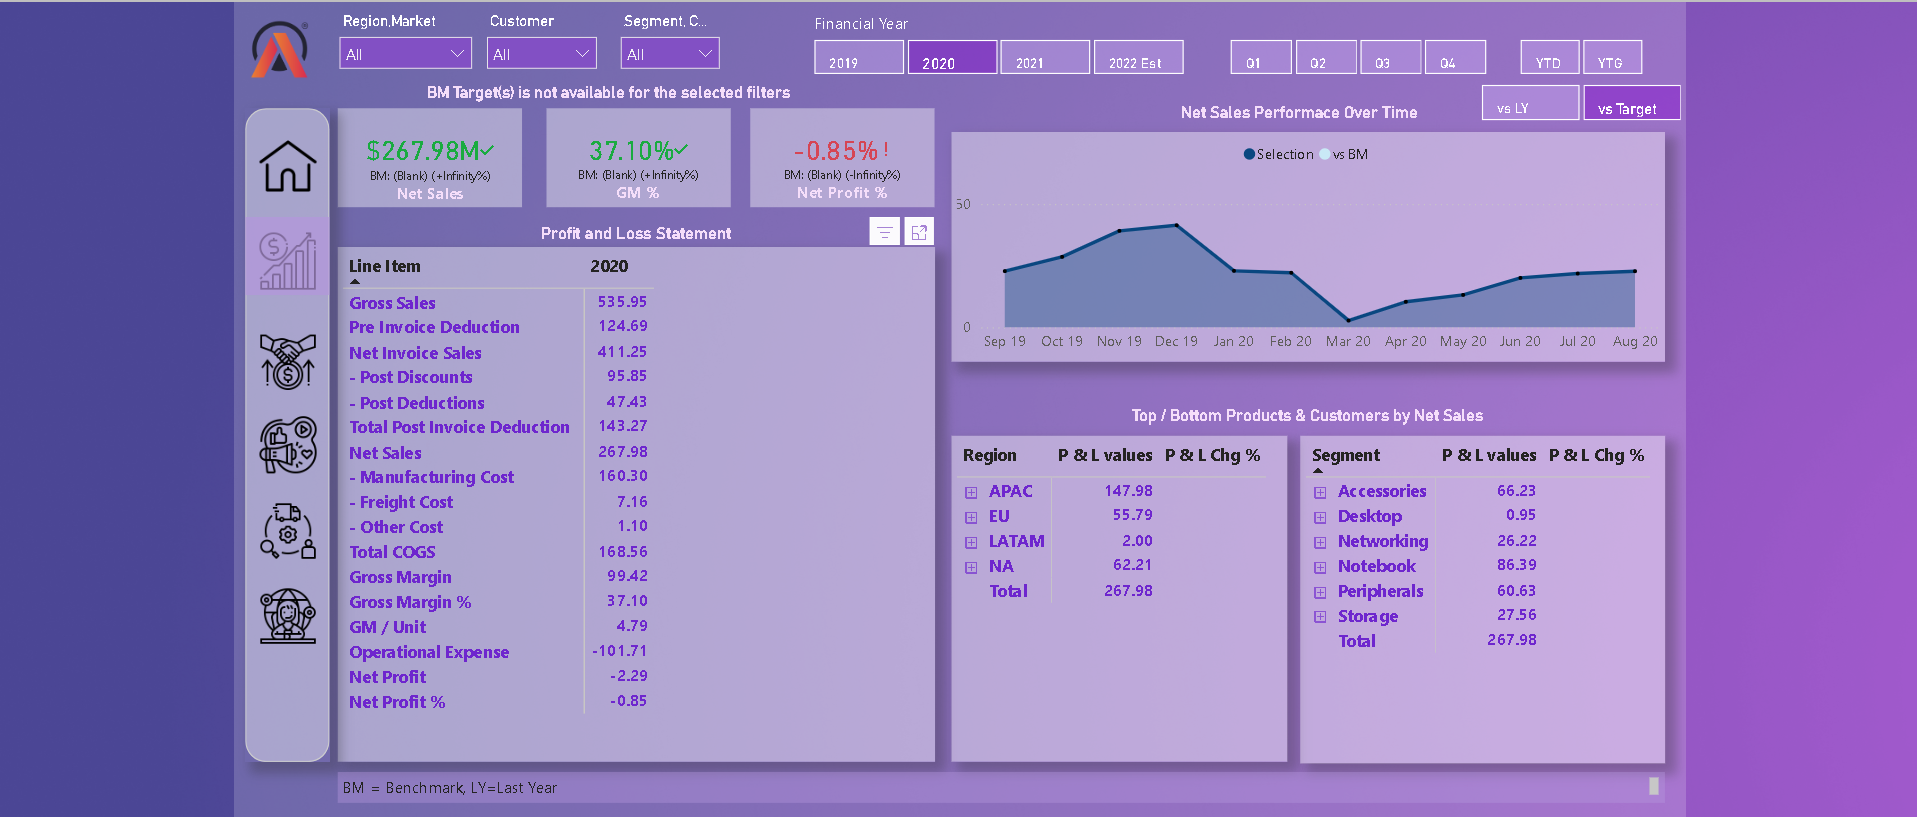 Region,Market
Customer
Segment, C...
Financial Year
All
All
All
2019
2020
2021
2022 Est
Q1
Q2
Q3
Q4
YTD
YTG
BM Target(s) is not available for the selected filters
vs LY
vs Target
$267.98M
BM: (Blank) (+Infinity%)
Net Sales
37.10%
BM: (Blank) (+Infinity%)
GM %
-0.85% !
BM: (Blank) (-Infinity%)
Net Profit %
Net Sales Performace Over Time
Selection
vs BM
50
0
Sep 19 Oct 19 Nov 19 Dec 19 Jan 20 Feb 20 Mar 20 Apr 20 May 20 Jun 20 Jul 20 Aug 20
Profit and Loss Statement
Line Item 2020
Gross Sales 535.95
Pre Invoice Deduction 124.69
Net Invoice Sales 411.25
- Post Discounts 95.85
- Post Deductions 47.43
Total Post Invoice Deduction 143.27
Net Sales 267.98
- Manufacturing Cost 160.30
- Freight Cost 7.16
- Other Cost 1.10
Total COGS 168.56
Gross Margin 99.42
Gross Margin % 37.10
GM / Unit 4.79
Operational Expense -101.71
Net Profit -2.29
Net Profit % -0.85
Top / Bottom Products & Customers by Net Sales
Region P & L values P & L Chg %
APAC 147.98
EU 55.79
LATAM 2.00
NA 62.21
Total 267.98
Segment P & L values P & L Chg %
Accessories 66.23
Desktop 0.95
Networking 26.22
Notebook 86.39
Peripherals 60.63
Storage 27.56
Total 267.98
BM = Benchmark, LY=Last Year